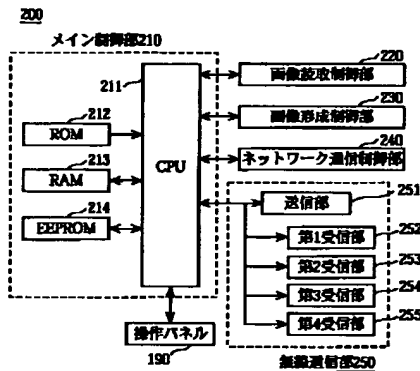 200
メイン制御部210
211
212
ROM
213
RAM
214
EEPROM
CPU
220
画像読取制御部
230
画像形成制御部
240
ネットワーク通信制御部
251
送信部
252
第1受信部
253
第2受信部
254
第3受信部
255
第4受信部
操作パネル
190
無線通信部250